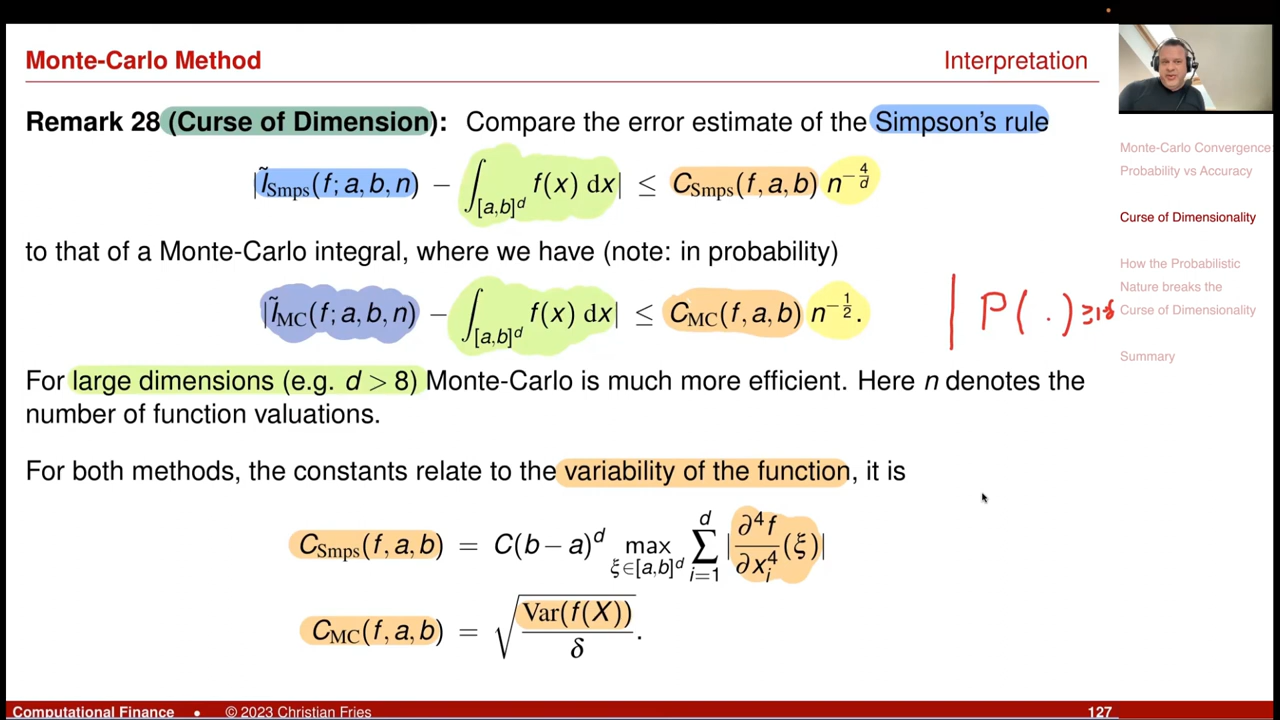 Monte-Carlo Method Interpretation
Remark 28 (Curse of Dimension): Compare the error estimate of the Simpson's rule
|Ĩ_Smps(f; a, b, n) − ∫_[a,b]^d f(x) dx| ≤ C_Smps(f, a, b) n^(−4/d)
to that of a Monte-Carlo integral, where we have (note: in probability)
|Ĩ_MC(f; a, b, n) − ∫_[a,b]^d f(x) dx| ≤ C_MC(f, a, b) n^(−1/2). | P( . ) ≥ 1-δ
For large dimensions (e.g. d > 8) Monte-Carlo is much more efficient. Here n denotes the
number of function valuations.
For both methods, the constants relate to the variability of the function, it is
C_Smps(f, a, b) = C(b − a)^d max_{ξ∈[a,b]^d} ∑_{i=1}^d |∂⁴f/∂x_i⁴ (ξ)|
C_MC(f, a, b) = √(Var(f(X))/δ).
Monte-Carlo Convergence:
Probability vs Accuracy
Curse of Dimensionality
How the Probabilistic
Nature breaks the
Curse of Dimensionality
Summary
Computational Finance • © 2023 Christian Fries 127